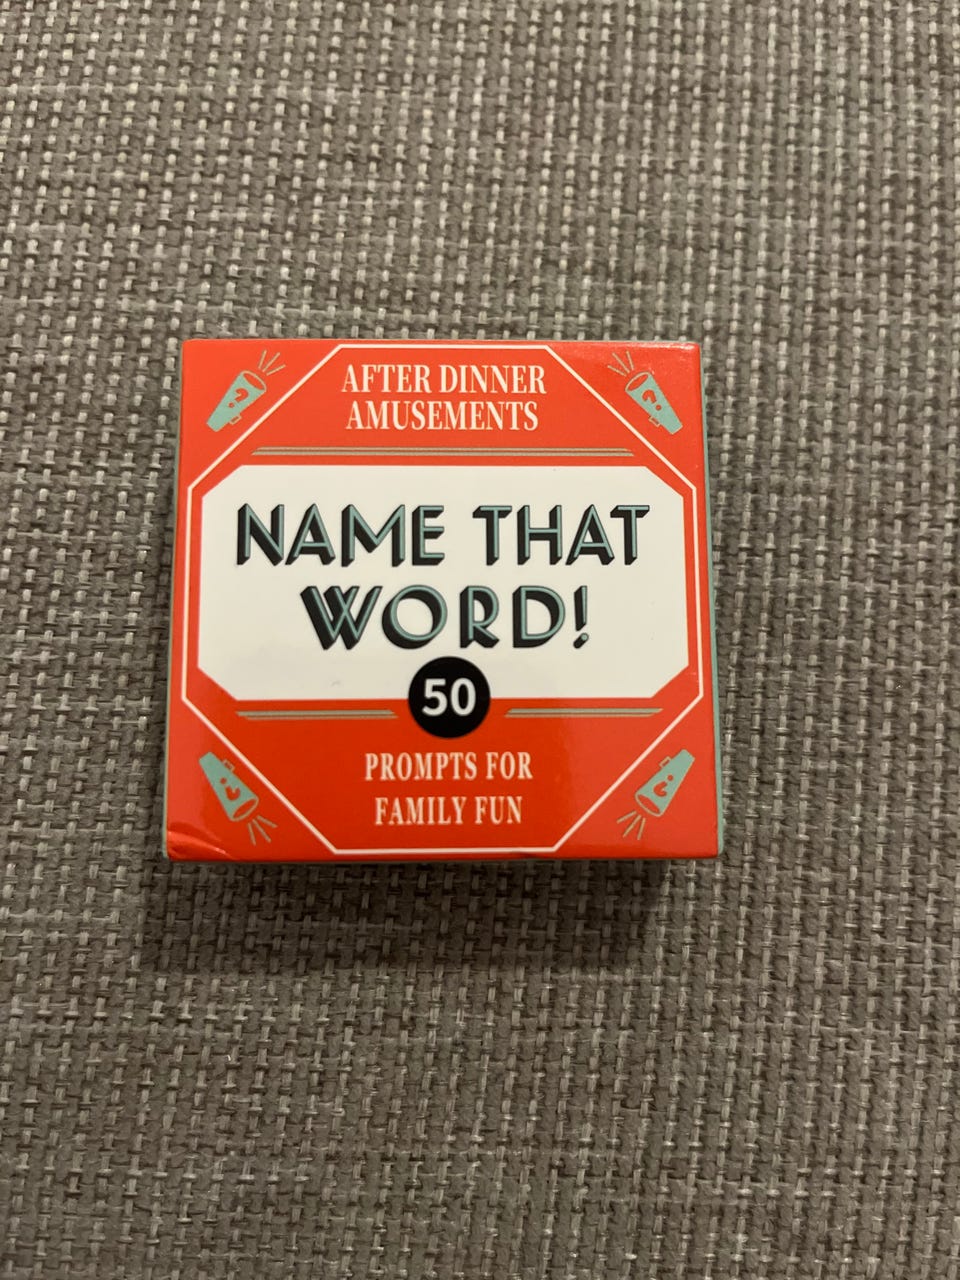 AFTER DINNER
AMUSEMENTS
NAME THAT
WORD!
50
PROMPTS FOR
FAMILY FUN